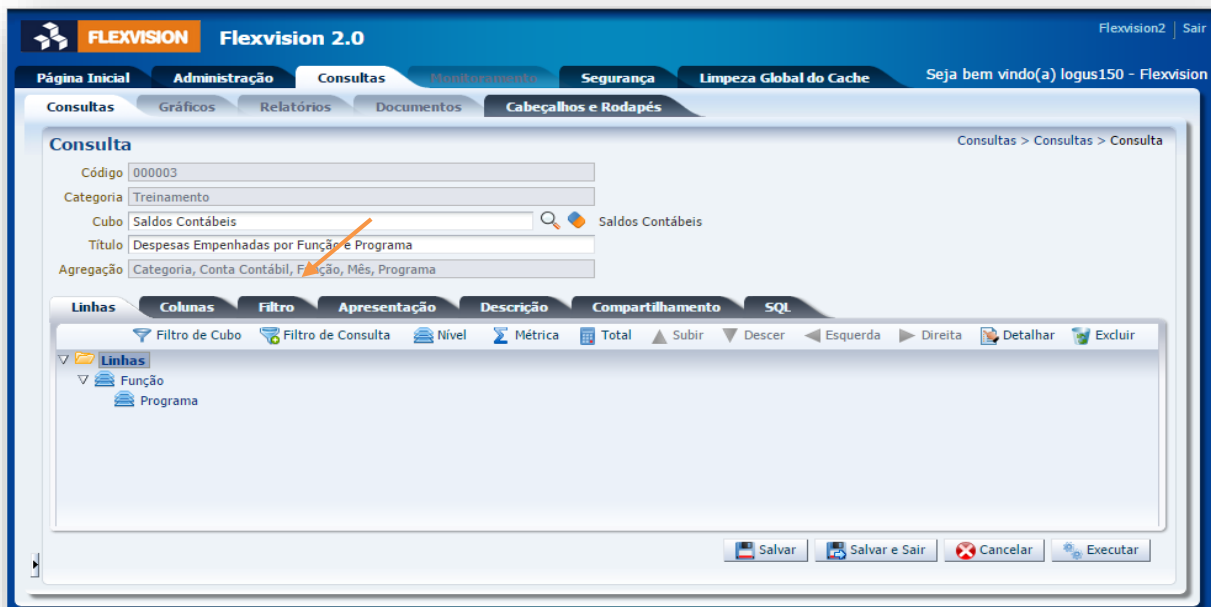 Flexvision2 | Sair
FLEXVISION Flexvision 2.0
Página Inicial Administração Consultas Monitoramento Segurança Limpeza Global do Cache Seja bem vindo(a) logus150 - Flexvision
Consultas Gráficos Relatórios Documentos Cabeçalhos e Rodapés
Consulta Consultas > Consultas > Consulta
Código 000003
Categoria Treinamento
Cubo Saldos Contábeis Saldos Contábeis
Título Despesas Empenhadas por Função e Programa
Agregação Categoria, Conta Contábil, Função, Mês, Programa
Linhas Colunas Filtro Apresentação Descrição Compartilhamento SQL
Filtro de Cubo Filtro de Consulta Nível Métrica Total Subir Descer Esquerda Direita Detalhar Excluir
Linhas
Função
Programa
Salvar Salvar e Sair Cancelar Executar